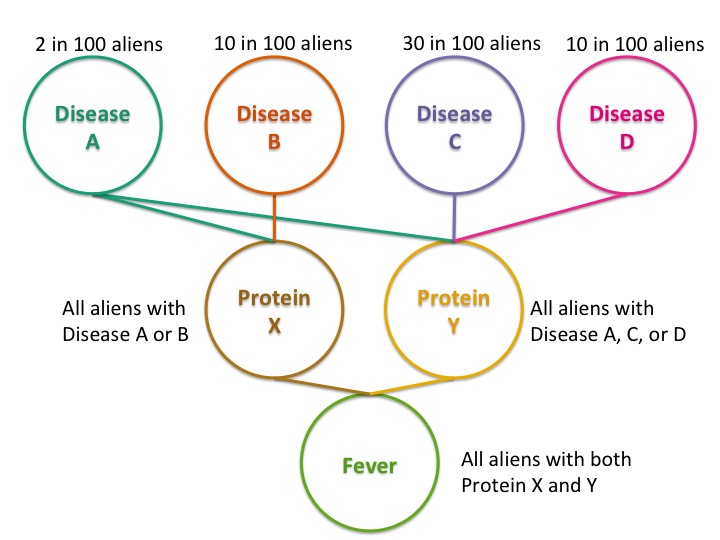 2 in 100 aliens
10 in 100 aliens
30 in 100 aliens
10 in 100 aliens
Disease
A
Disease
B
Disease
C
Disease
D
All aliens with
Disease A or B
Protein
X
Protein
Y
All aliens with
Disease A, C, or D
Fever
All aliens with both
Protein X and Y